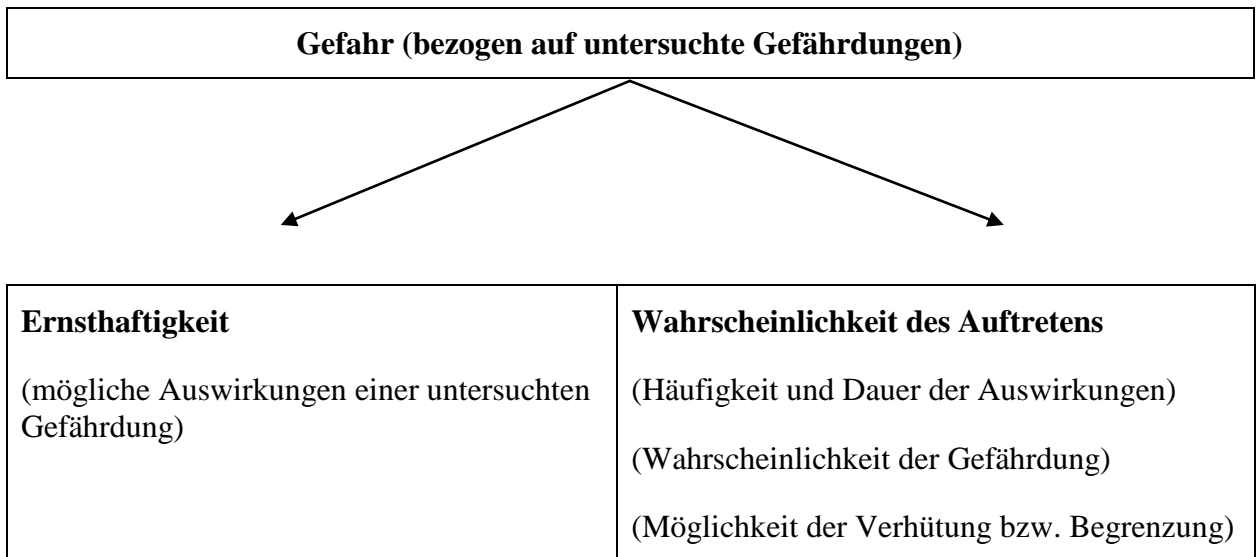 Gefahr (bezogen auf untersuchte Gefährdungen)
Ernsthaftigkeit
(mögliche Auswirkungen einer untersuchten
Gefährdung)
Wahrscheinlichkeit des Auftretens
(Häufigkeit und Dauer der Auswirkungen)
(Wahrscheinlichkeit der Gefährdung)
(Möglichkeit der Verhütung bzw. Begrenzung)